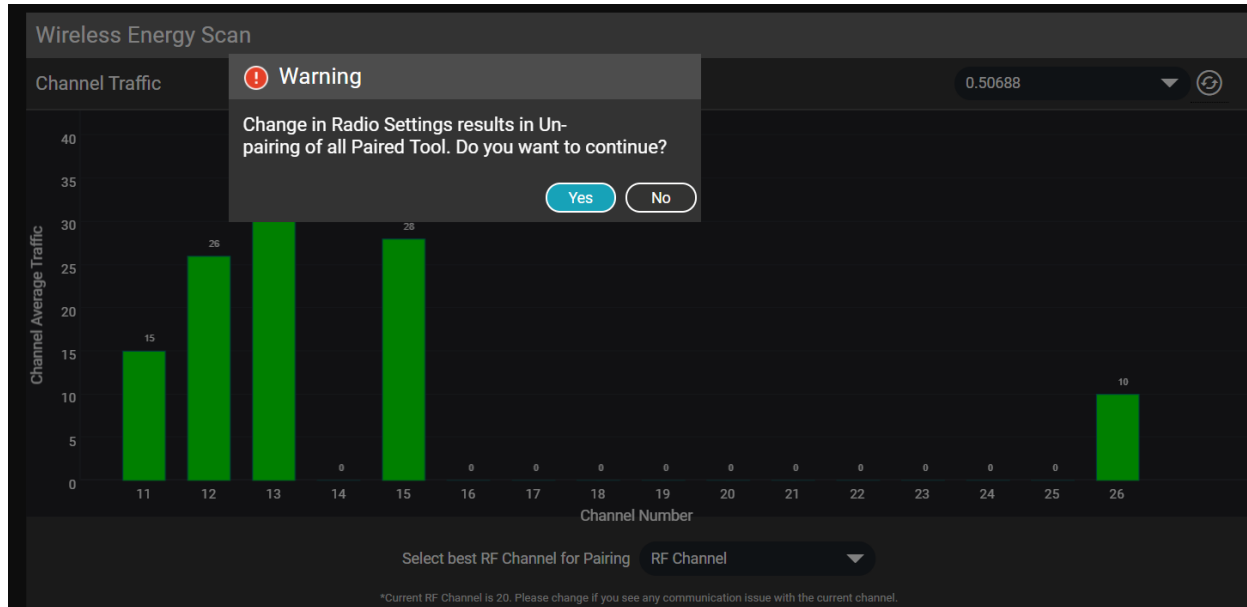 Wireless Energy Scan
Warning
Channel Traffic
0.50688
Change in Radio Settings results in Un-
pairing of all Paired Tool. Do you want to continue?
Yes No
40
35
30
25
20
15
10
5
0
Channel Average Traffic
15 26 28 0 0 0 0 0 0 0 0 0 0 0 10
11 12 13 14 15 16 17 18 19 20 21 22 23 24 25 26
Channel Number
Select best RF Channel for Pairing RF Channel
*Current RF Channel is 20. Please change if you see any communication issue with the current channel.